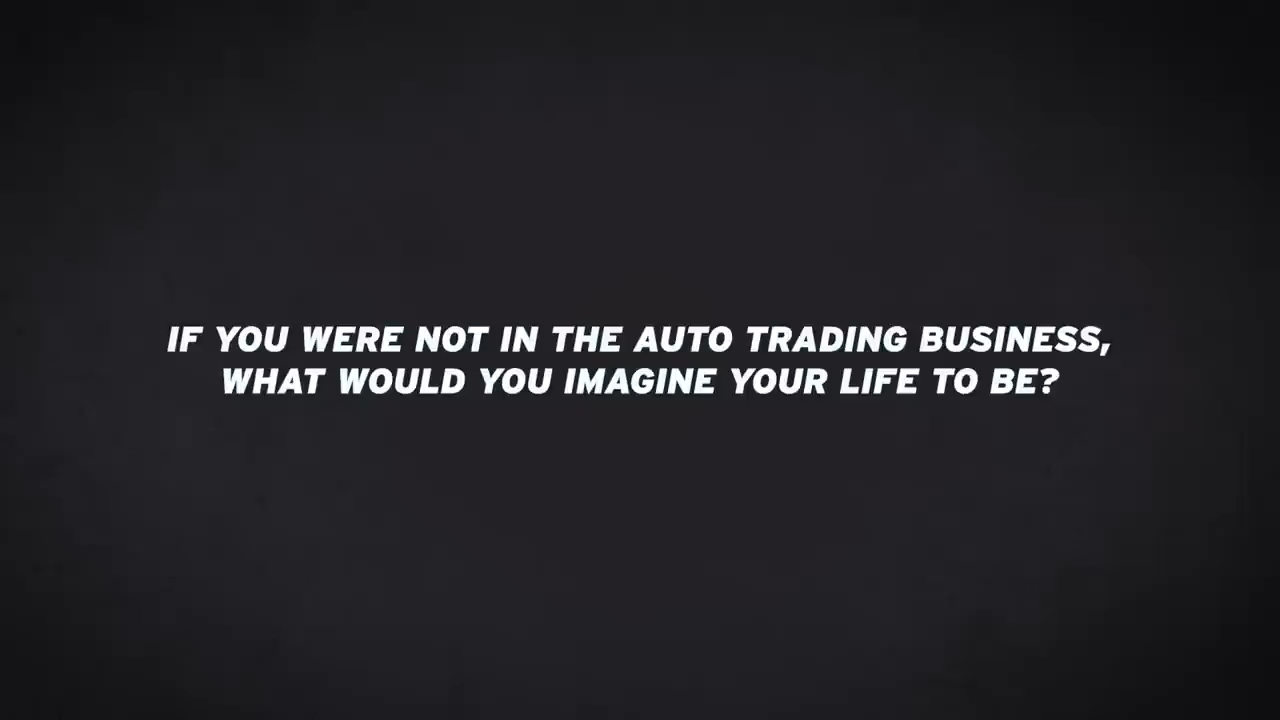 IF YOU WERE NOT IN THE AUTO TRADING BUSINESS,
WHAT WOULD YOU IMAGINE YOUR LIFE TO BE?